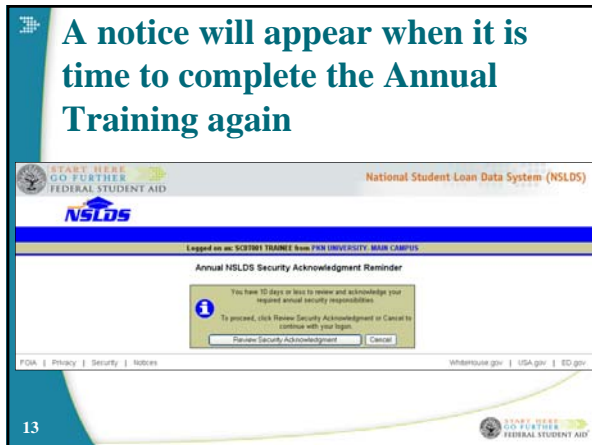 A notice will appear when it is
time to complete the Annual
Training again
START HERE
GO FURTHER
FEDERAL STUDENT AID
National Student Loan Data System (NSLDS)
NSLDS
Logged on as: SC07001 TRAINEE from PKN UNIVERSITY- MAIN CAMPUS
Annual NSLDS Security Acknowledgment Reminder
You have 10 days or less to review and acknowledge your
required annual security responsibilities
To proceed, click Review Security Acknowledgment or Cancel to
continue with your logon.
Review Security Acknowledgment Cancel
FOIA | Privacy | Security | Notices
WhiteHouse.gov | USA.gov | ED.gov
13
START HERE
GO FURTHER
FEDERAL STUDENT AID